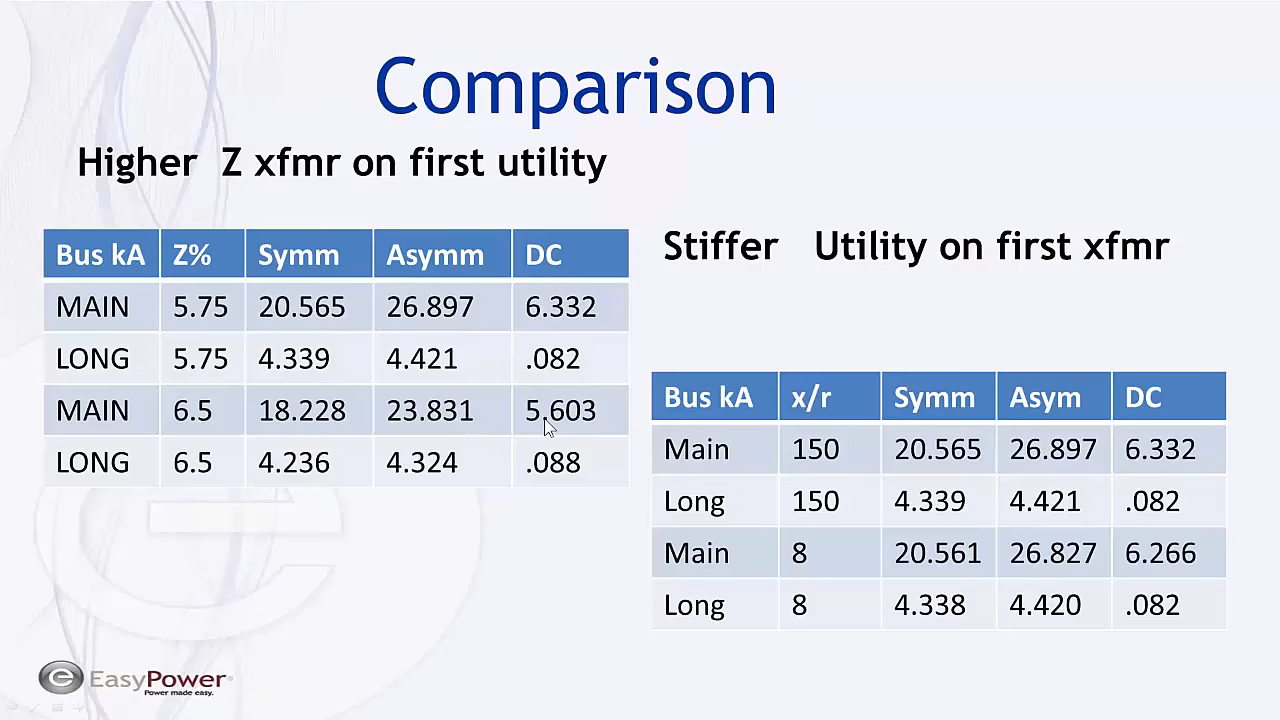 Comparison
Higher Z xfmr on first utility
Bus kA Z% Symm Asymm DC
MAIN 5.75 20.565 26.897 6.332
LONG 5.75 4.339 4.421 .082
MAIN 6.5 18.228 23.831 5.603
LONG 6.5 4.236 4.324 .088
Stiffer Utility on first xfmr
Bus kA x/r Symm Asym DC
Main 150 20.565 26.897 6.332
Long 150 4.339 4.421 .082
Main 8 20.561 26.827 6.266
Long 8 4.338 4.420 .082
EasyPower
Power made easy.